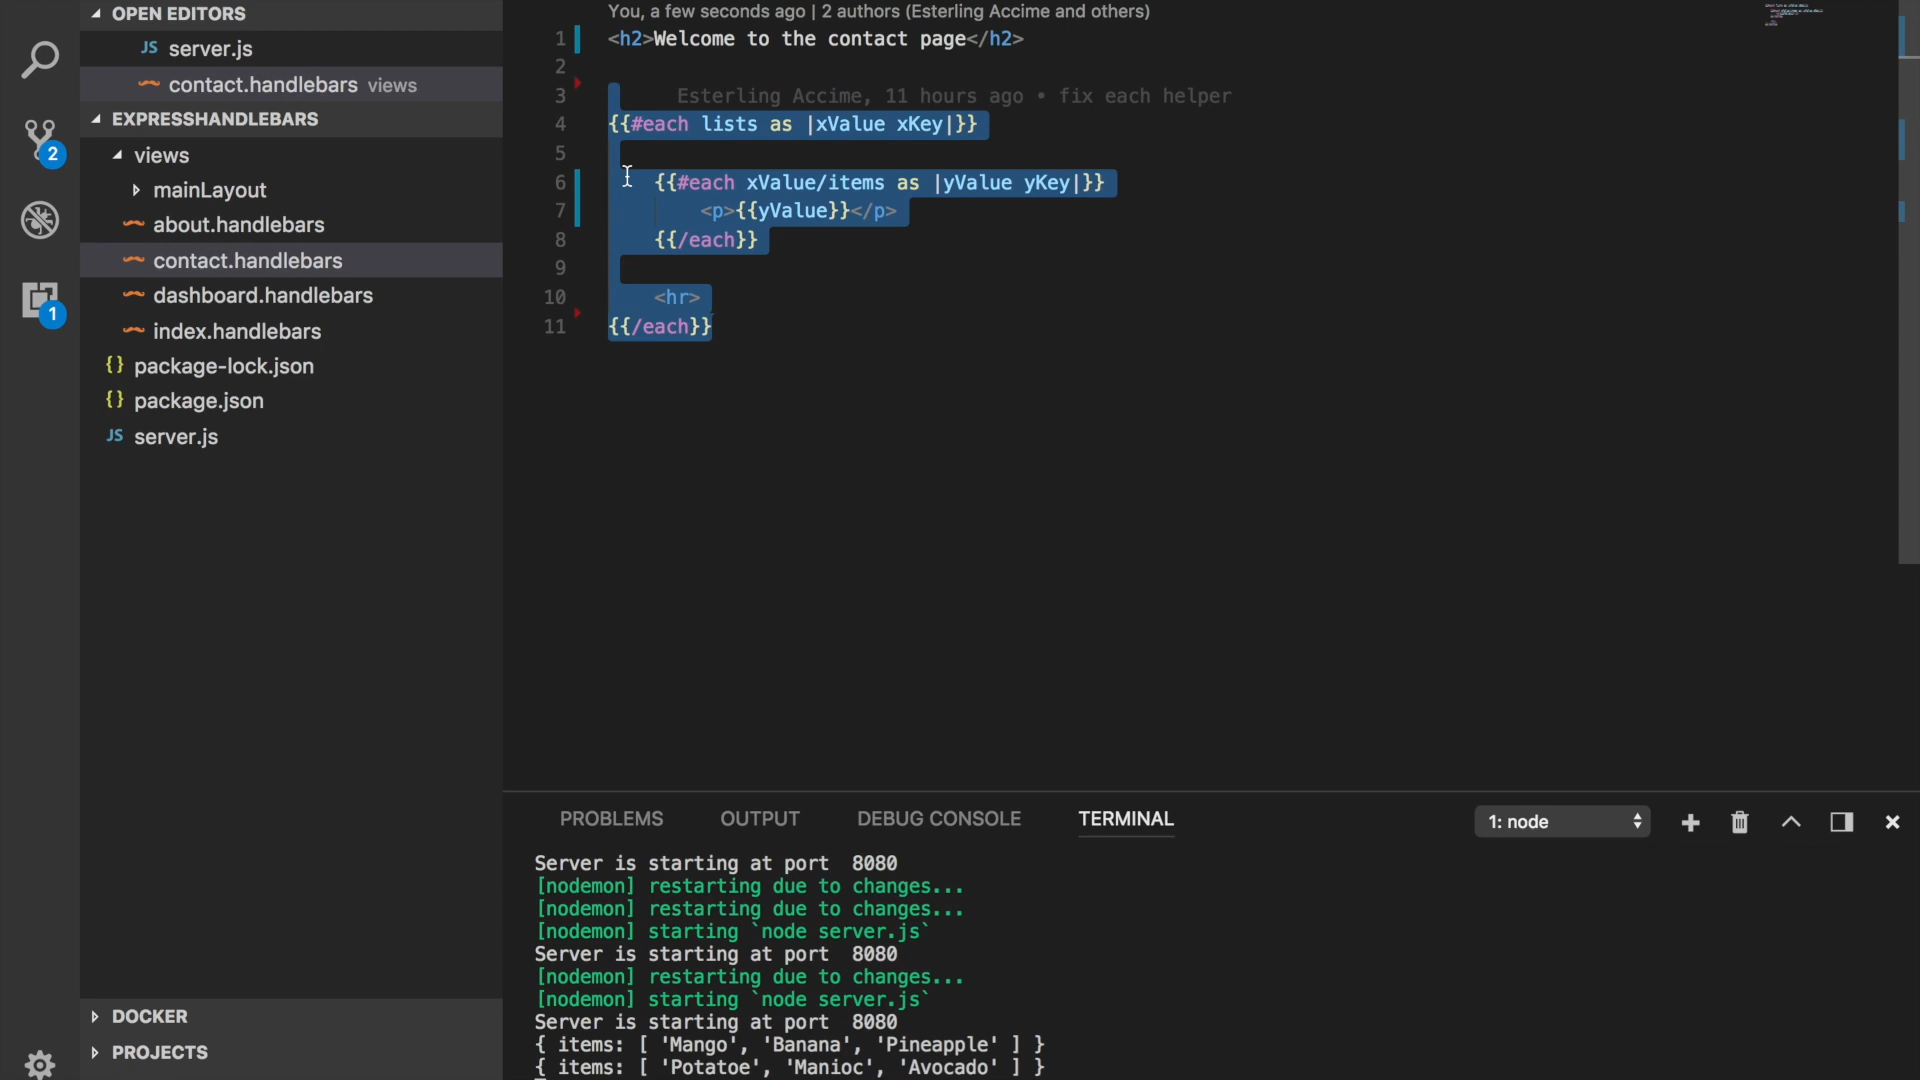 OPEN EDITORS
JS server.js
contact.handlebars views
EXPRESSHANDLEBARS
views
mainLayout
about.handlebars
contact.handlebars
dashboard.handlebars
index.handlebars
{} package-lock.json
{} package.json
JS server.js
DOCKER
PROJECTS
2
1
You, a few seconds ago | 2 authors (Esterling Accime and others)
1 <h2>Welcome to the contact page</h2>
2
3 Esterling Accime, 11 hours ago • fix each helper
4 {{#each lists as |xValue xKey|}}
5
6 {{#each xValue/items as |yValue yKey|}}
7 <p>{{yValue}}</p>
8 {{/each}}
9
10 <hr>
11 {{/each}}
PROBLEMS OUTPUT DEBUG CONSOLE TERMINAL 1: node
Server is starting at port 8080
[nodemon] restarting due to changes...
[nodemon] restarting due to changes...
[nodemon] starting `node server.js`
Server is starting at port 8080
[nodemon] restarting due to changes...
[nodemon] starting `node server.js`
Server is starting at port 8080
{ items: [ 'Mango', 'Banana', 'Pineapple' ] }
{ items: [ 'Potatoe', 'Manioc', 'Avocado' ] }